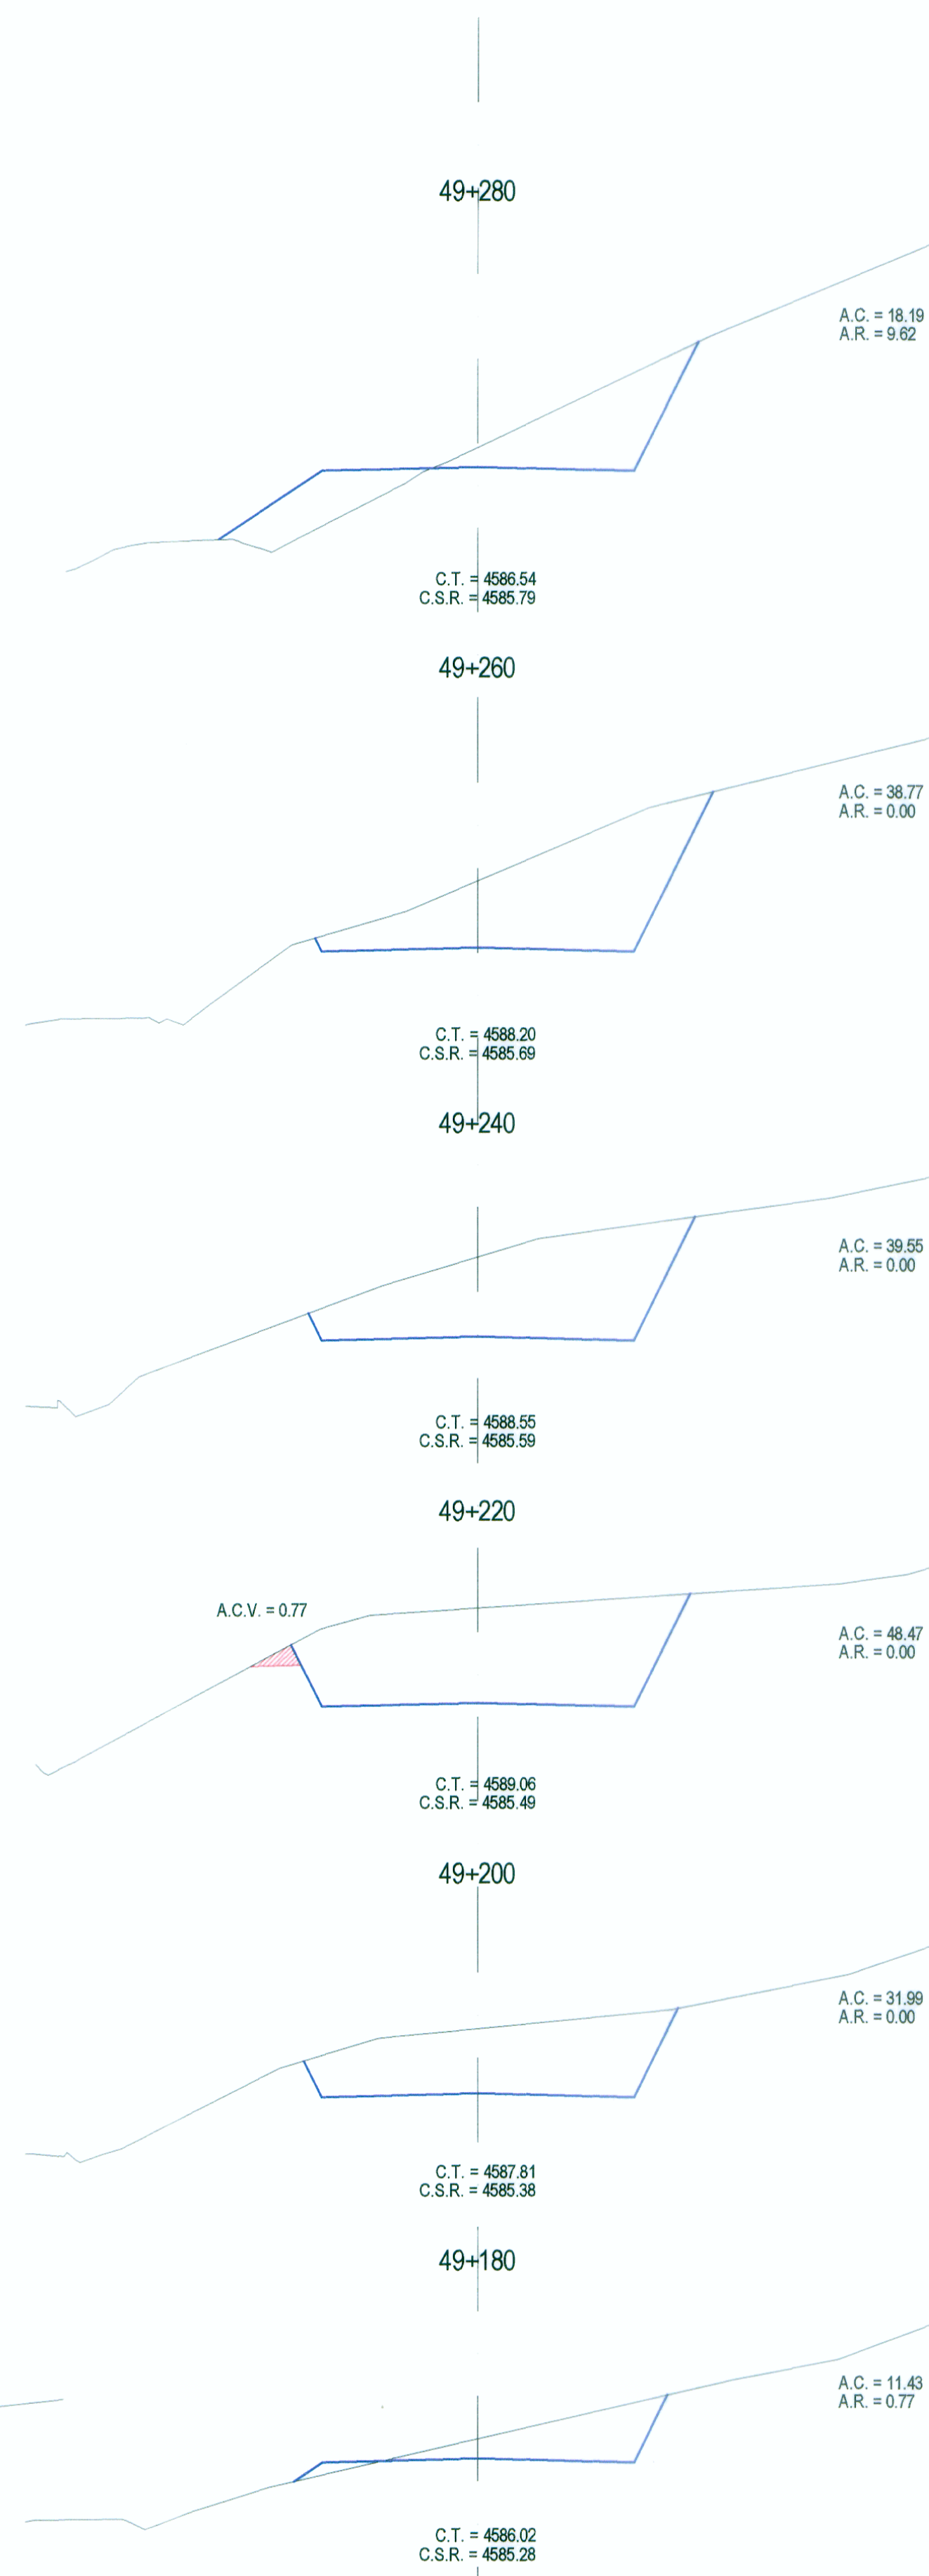 49+280
A.C. = 18.19
A.R. = 9.62
C.T. = 4586.54
C.S.R. = 4585.79
49+260
A.C. = 38.77
A.R. = 0.00
C.T. = 4588.20
C.S.R. = 4585.69
49+240
A.C. = 39.55
A.R. = 0.00
C.T. = 4588.55
C.S.R. = 4585.59
49+220
A.C.V. = 0.77
A.C. = 48.47
A.R. = 0.00
C.T. = 4589.06
C.S.R. = 4585.49
49+200
A.C. = 31.99
A.R. = 0.00
C.T. = 4587.81
C.S.R. = 4585.38
49+180
A.C. = 11.43
A.R. = 0.77
C.T. = 4586.02
C.S.R. = 4585.28